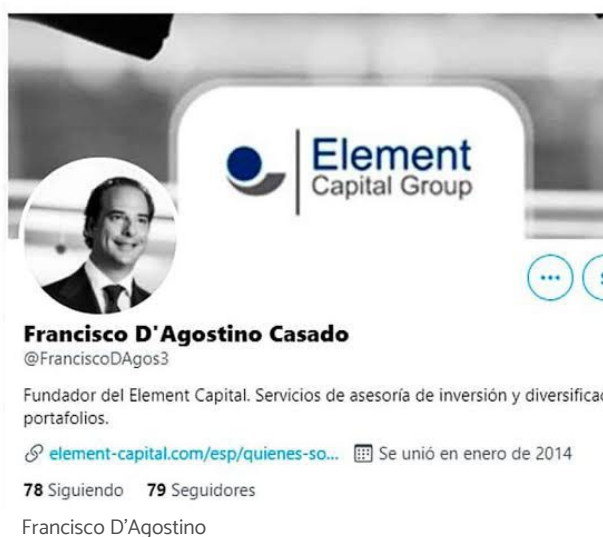 Element
Capital Group
Francisco D'Agostino Casado
@FranciscoDAgos3
Fundador del Element Capital. Servicios de asesoría de inversión y diversifica
portafolios.
element-capital.com/esp/quienes-so... Se unió en enero de 2014
78 Siguiendo 79 Seguidores
Francisco D'Agostino